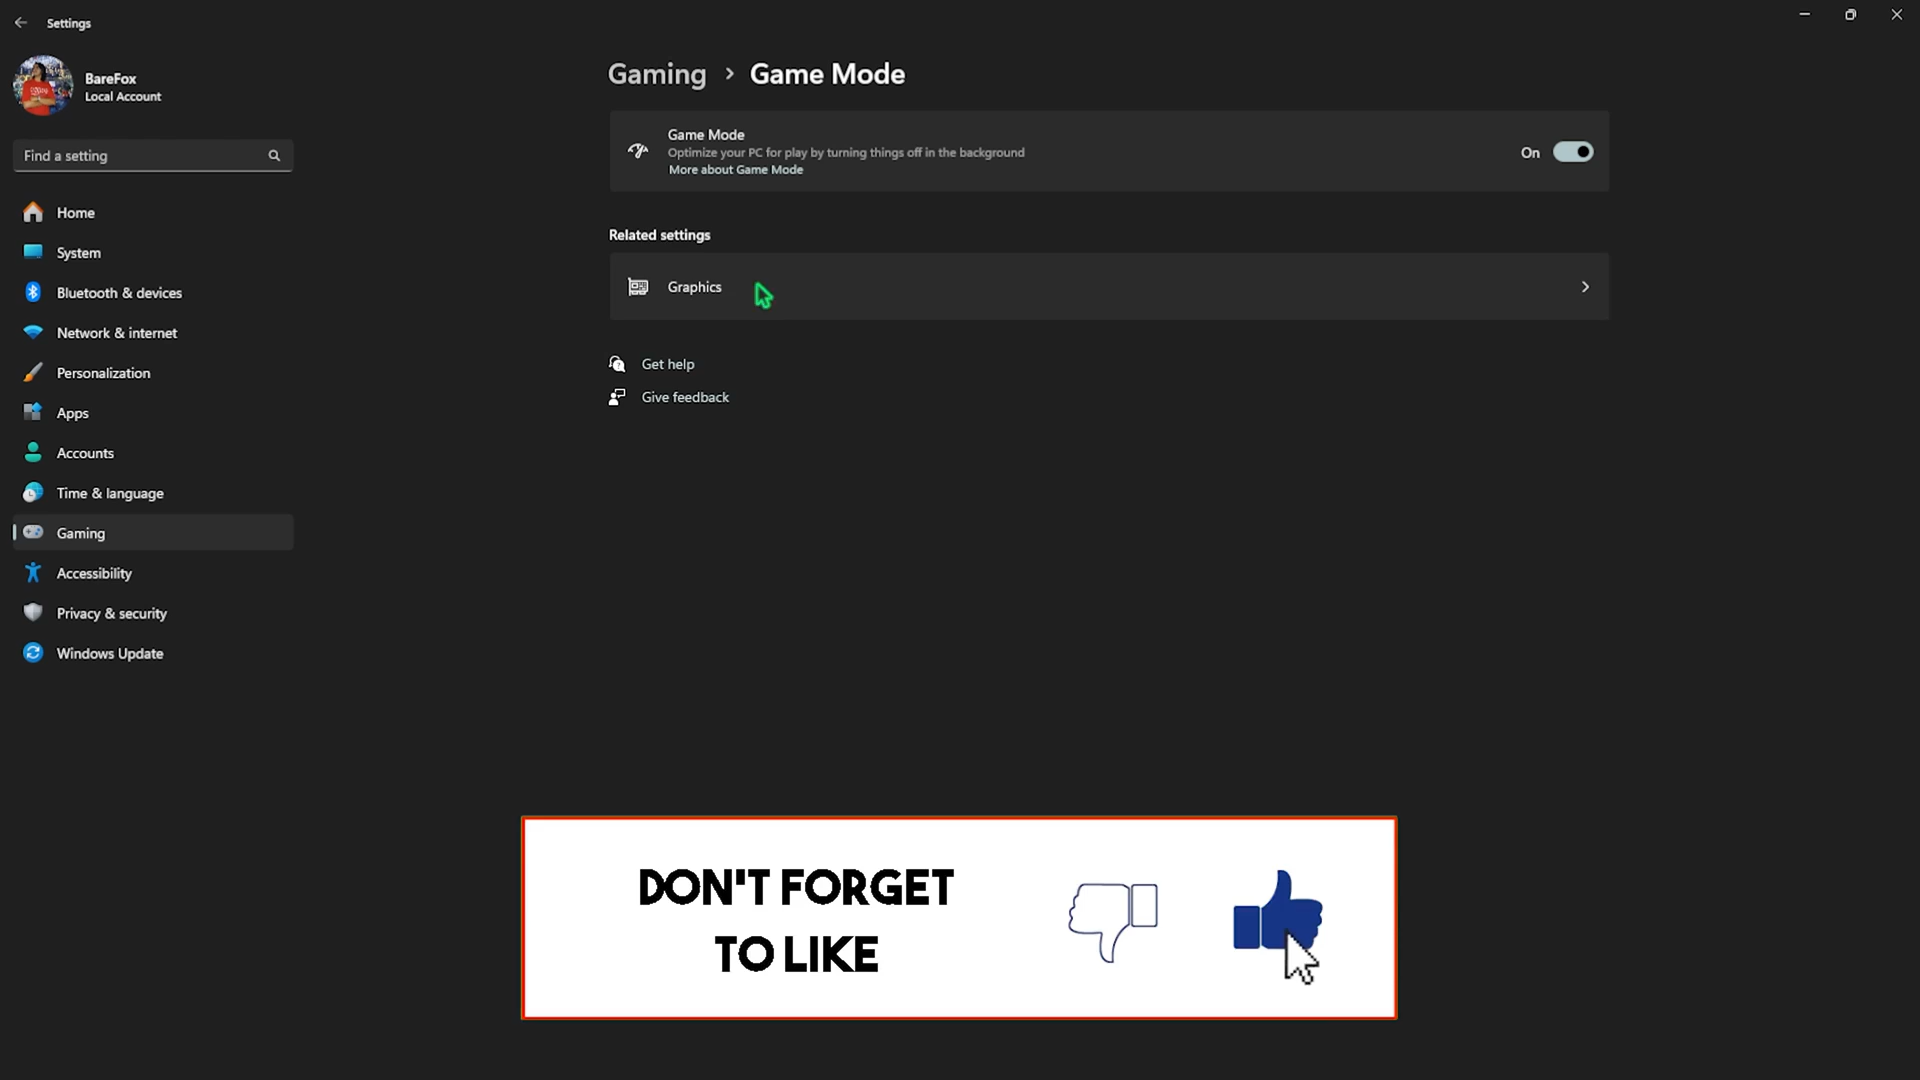 Settings
BareFox
Local Account
Find a setting
Home
System
Bluetooth & devices
Network & internet
Personalization
Apps
Accounts
Time & language
Gaming
Accessibility
Privacy & security
Windows Update
Gaming > Game Mode
Game Mode
Optimize your PC for play by turning things off in the background
More about Game Mode
On
Related settings
Graphics
Get help
Give feedback
DON'T FORGET
TO LIKE